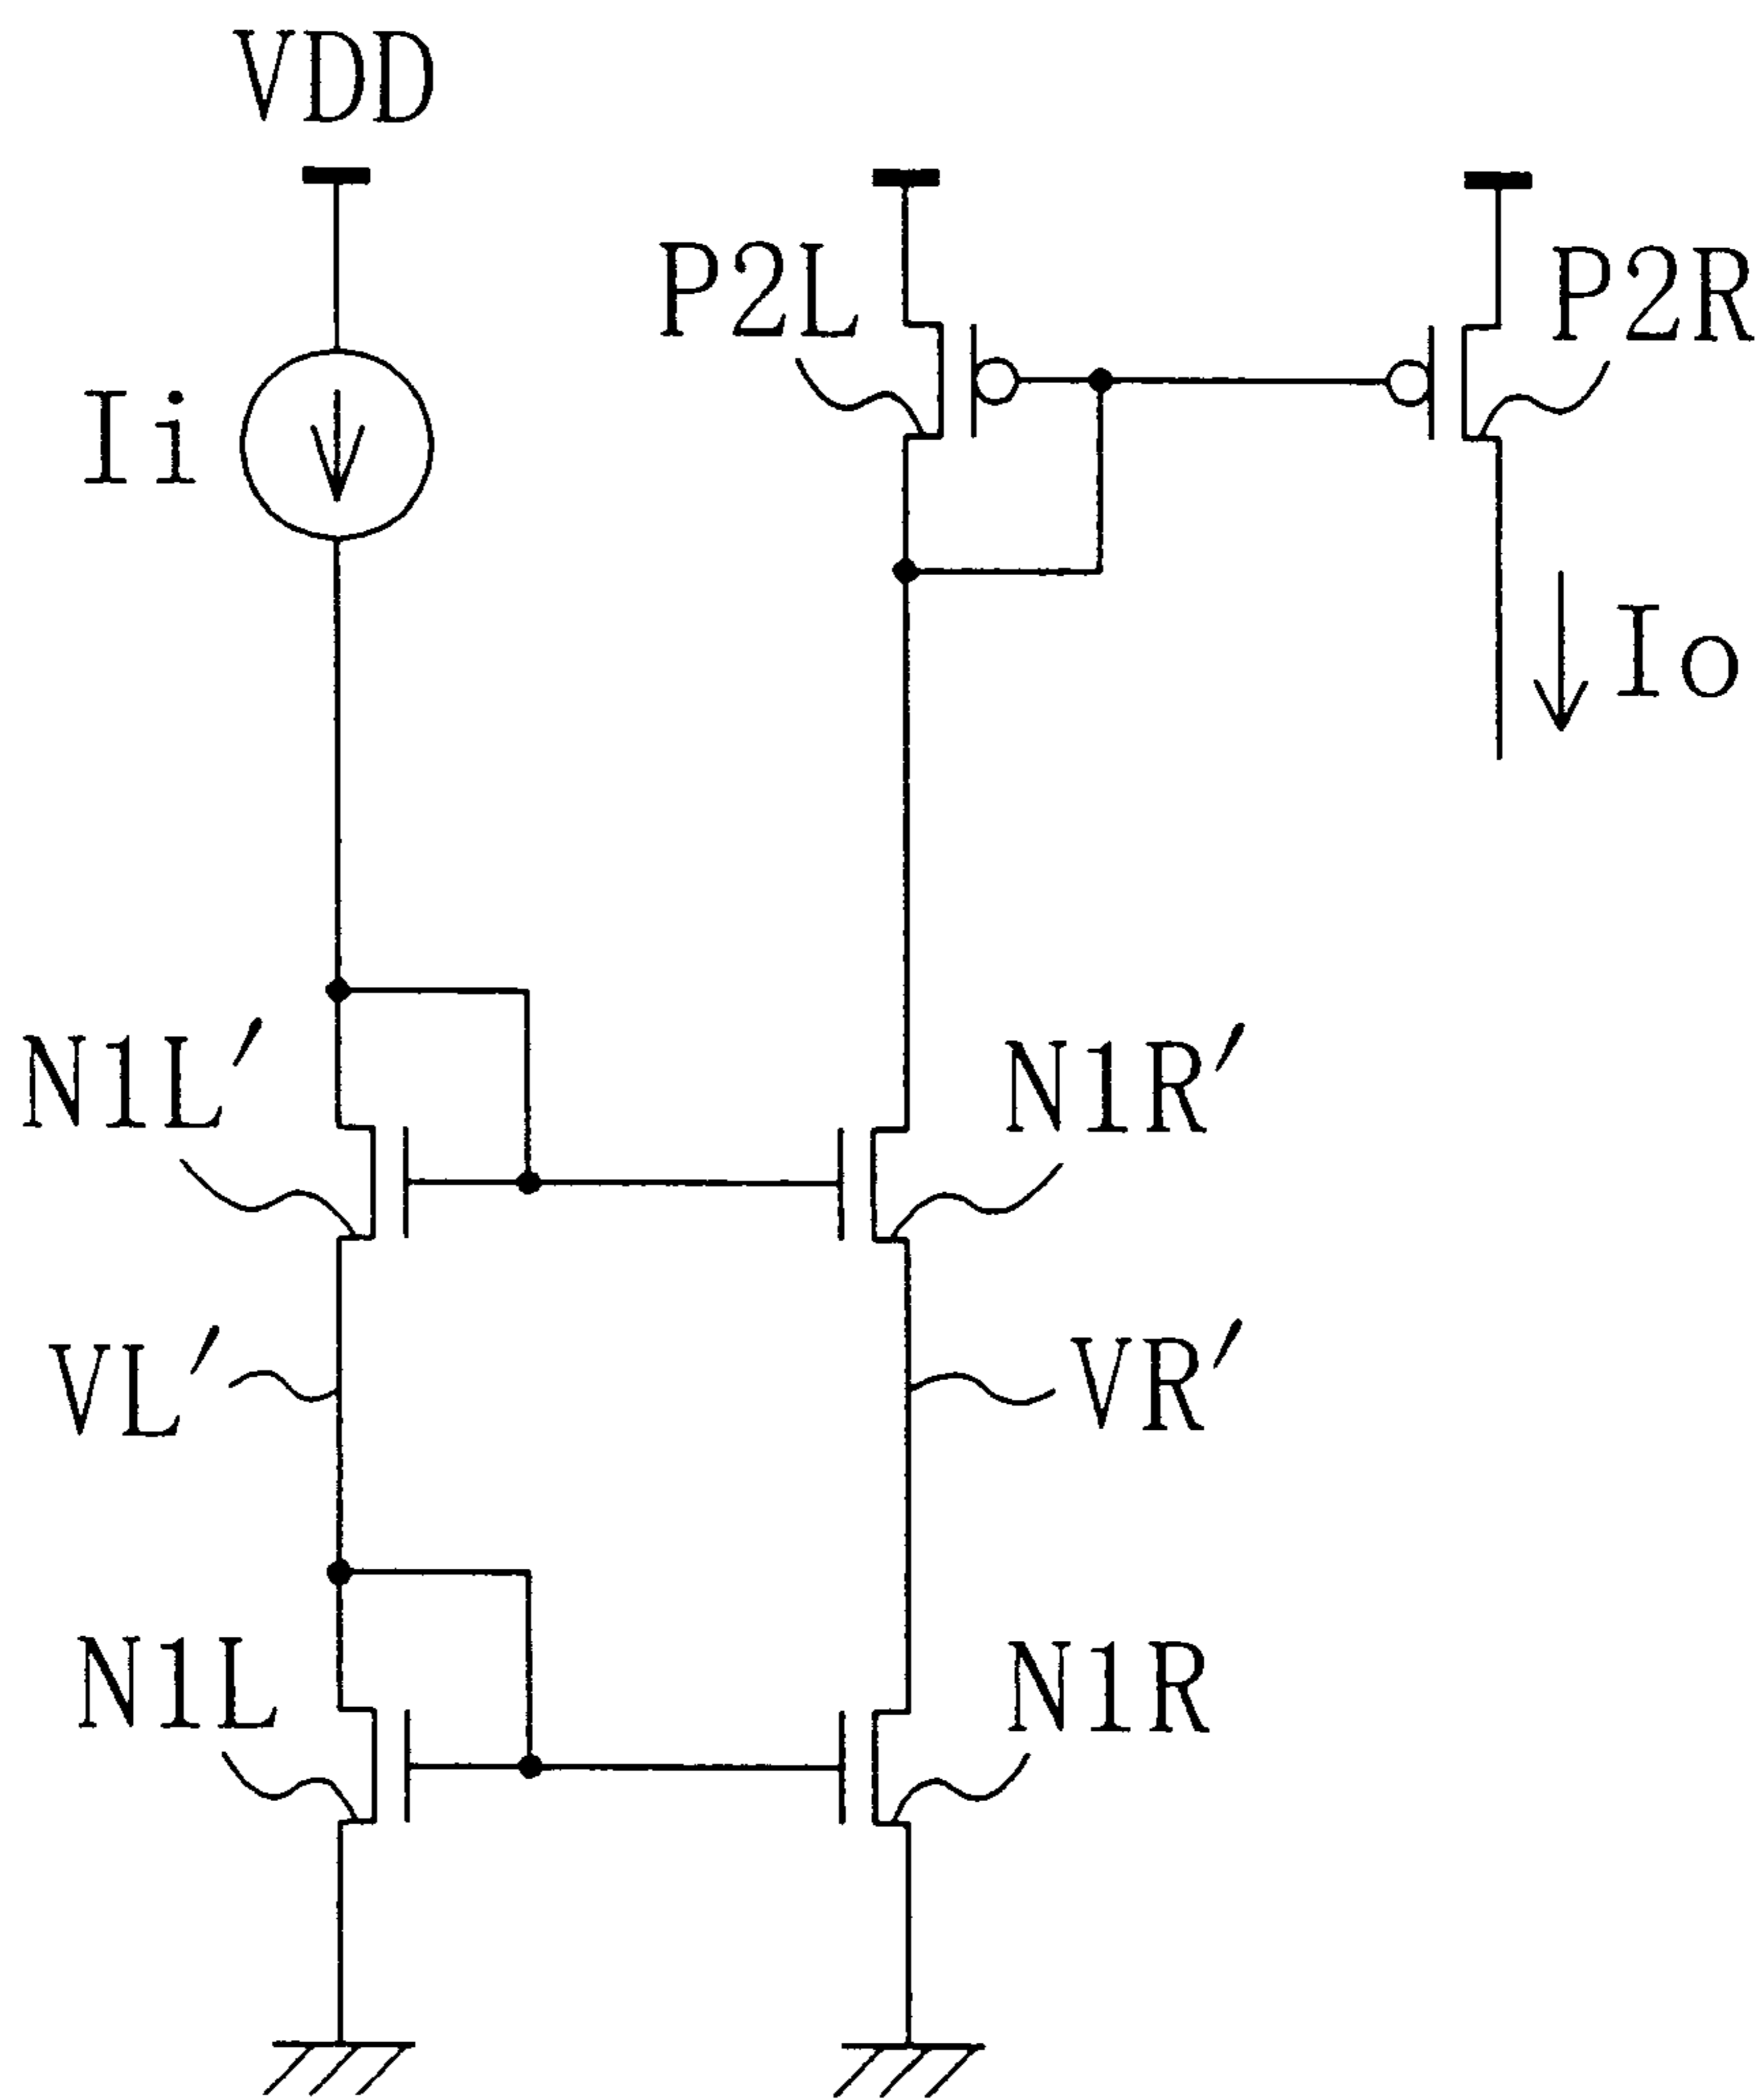 VDD
P2L
P2R
Ii
Io
N1L′
N1R′
VL′
VR′
N1L
N1R